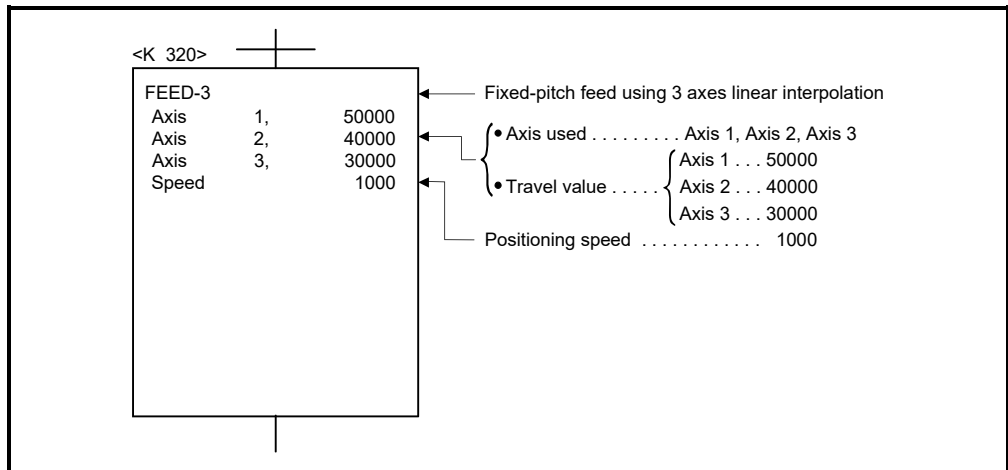 <K 320>
FEED-3
Axis 1, 50000
Axis 2, 40000
Axis 3, 30000
Speed 1000
Fixed-pitch feed using 3 axes linear interpolation
• Axis used . . . . . . . . . Axis 1, Axis 2, Axis 3
• Travel value . . . . .
Axis 1 . . . 50000
Axis 2 . . . 40000
Axis 3 . . . 30000
Positioning speed . . . . . . . . . . . . 1000